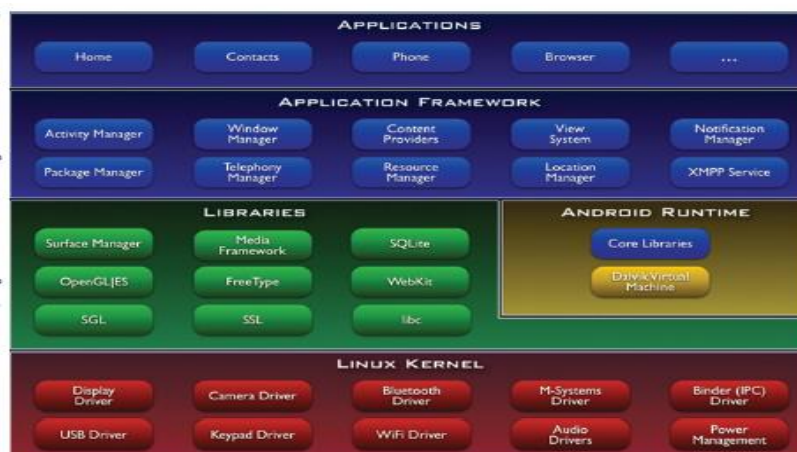 APPLICATIONS
Home
Contacts
Phone
Browser
...
APPLICATION FRAMEWORK
Activity Manager
Window
Manager
Content
Providers
View
System
Notification
Manager
Package Manager
Telephony
Manager
Resource
Manager
Location
Manager
XMPP Service
LIBRARIES
Surface Manager
Media
Framework
SQLite
OpenGL|ES
FreeType
WebKit
SGL
SSL
libc
ANDROID RUNTIME
Core Libraries
Dalvik Virtual
Machine
LINUX KERNEL
Display
Driver
Camera Driver
Bluetooth
Driver
M-Systems
Driver
Binder (IPC)
Driver
USB Driver
Keypad Driver
WiFi Driver
Audio
Drivers
Power
Management